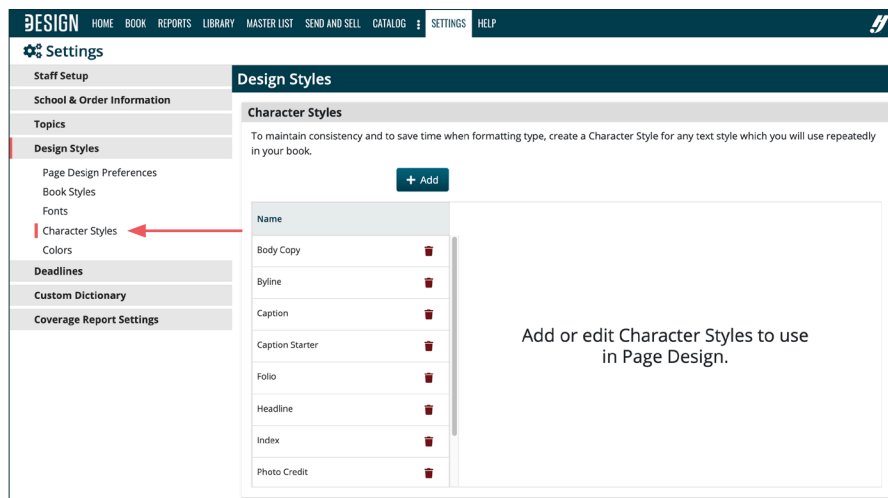 DESIGN HOME BOOK REPORTS LIBRARY MASTER LIST SEND AND SELL CATALOG SETTINGS HELP
Settings
Staff Setup
School & Order Information
Topics
Design Styles
Page Design Preferences
Book Styles
Fonts
Character Styles
Colors
Deadlines
Custom Dictionary
Coverage Report Settings
Design Styles
Character Styles
To maintain consistency and to save time when formatting type, create a Character Style for any text style which you will use repeatedly
in your book.
+ Add
Name
Body Copy
Byline
Caption
Caption Starter
Folio
Headline
Index
Photo Credit
Add or edit Character Styles to use
in Page Design.